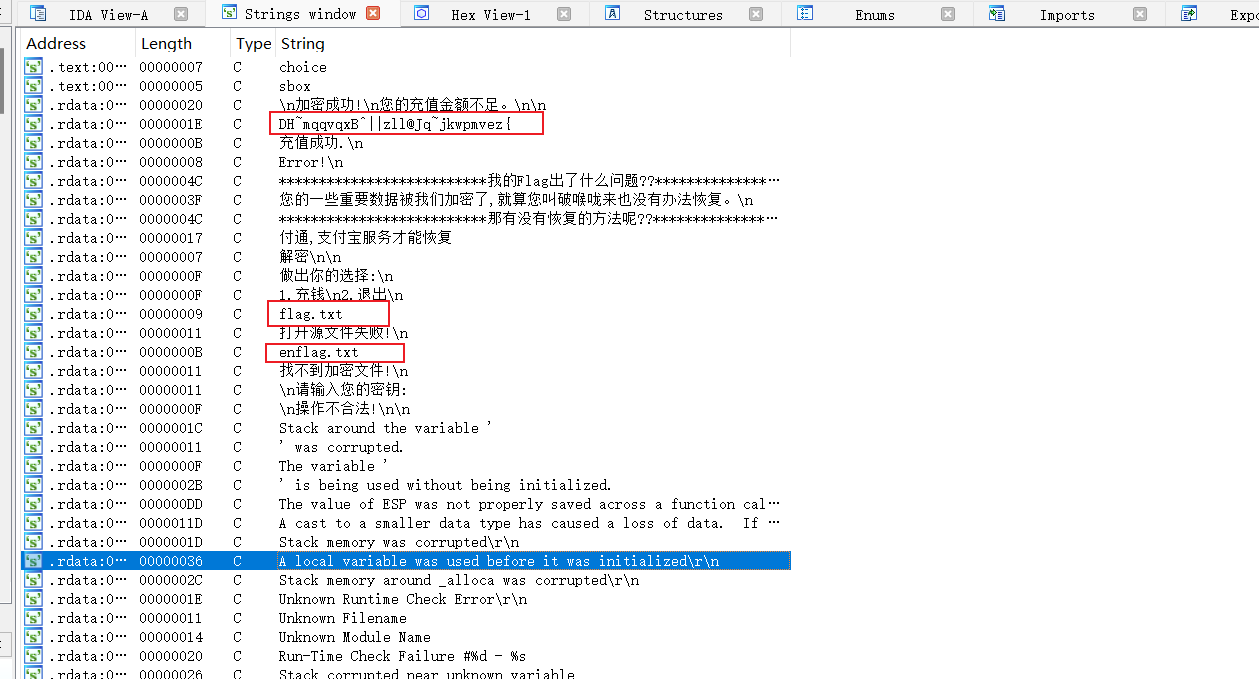 IDA View-A Strings window Hex View-1 Structures Enums Imports Expo
Address Length Type String
.text:00… 00000007 C choice
.text:00… 00000005 C sbox
.rdata:0… 00000020 C \n加密成功!\n您的充值金额不足。\n\n
.rdata:0… 0000001E C DH~mqqvqxB^||zll@Jq~jkwpmvez{
.rdata:0… 0000000B C 充值成功.\n
.rdata:0… 00000008 C Error!\n
.rdata:0… 0000004C C **************************我的Flag出了什么问题??**************…
.rdata:0… 0000003F C 您的一些重要数据被我们加密了,就算您叫破喉咙来也没有办法恢复。\n
.rdata:0… 0000004C C **************************那有没有恢复的方法呢??**************…
.rdata:0… 00000017 C 付通,支付宝服务才能恢复
.rdata:0… 00000007 C 解密\n\n
.rdata:0… 0000000F C 做出你的选择:\n
.rdata:0… 0000000F C 1.充钱\n2.退出\n
.rdata:0… 00000009 C flag.txt
.rdata:0… 00000011 C 打开源文件失败!\n
.rdata:0… 0000000B C enflag.txt
.rdata:0… 00000011 C 找不到加密文件!\n
.rdata:0… 00000011 C \n请输入您的密钥:
.rdata:0… 0000000F C \n操作不合法!\n\n
.rdata:0… 0000001C C Stack around the variable '
.rdata:0… 00000011 C ' was corrupted.
.rdata:0… 0000000F C The variable '
.rdata:0… 0000002B C ' is being used without being initialized.
.rdata:0… 000000DD C The value of ESP was not properly saved across a function cal…
.rdata:0… 0000011D C A cast to a smaller data type has caused a loss of data.  If …
.rdata:0… 0000001D C Stack memory was corrupted\r\n
.rdata:0… 00000036 C A local variable was used before it was initialized\r\n
.rdata:0… 0000002C C Stack memory around _alloca was corrupted\r\n
.rdata:0… 0000001E C Unknown Runtime Check Error\r\n
.rdata:0… 00000011 C Unknown Filename
.rdata:0… 00000014 C Unknown Module Name
.rdata:0… 00000020 C Run-Time Check Failure #%d - %s
.rdata:0… 00000026 C Stack corrupted near unknown variable